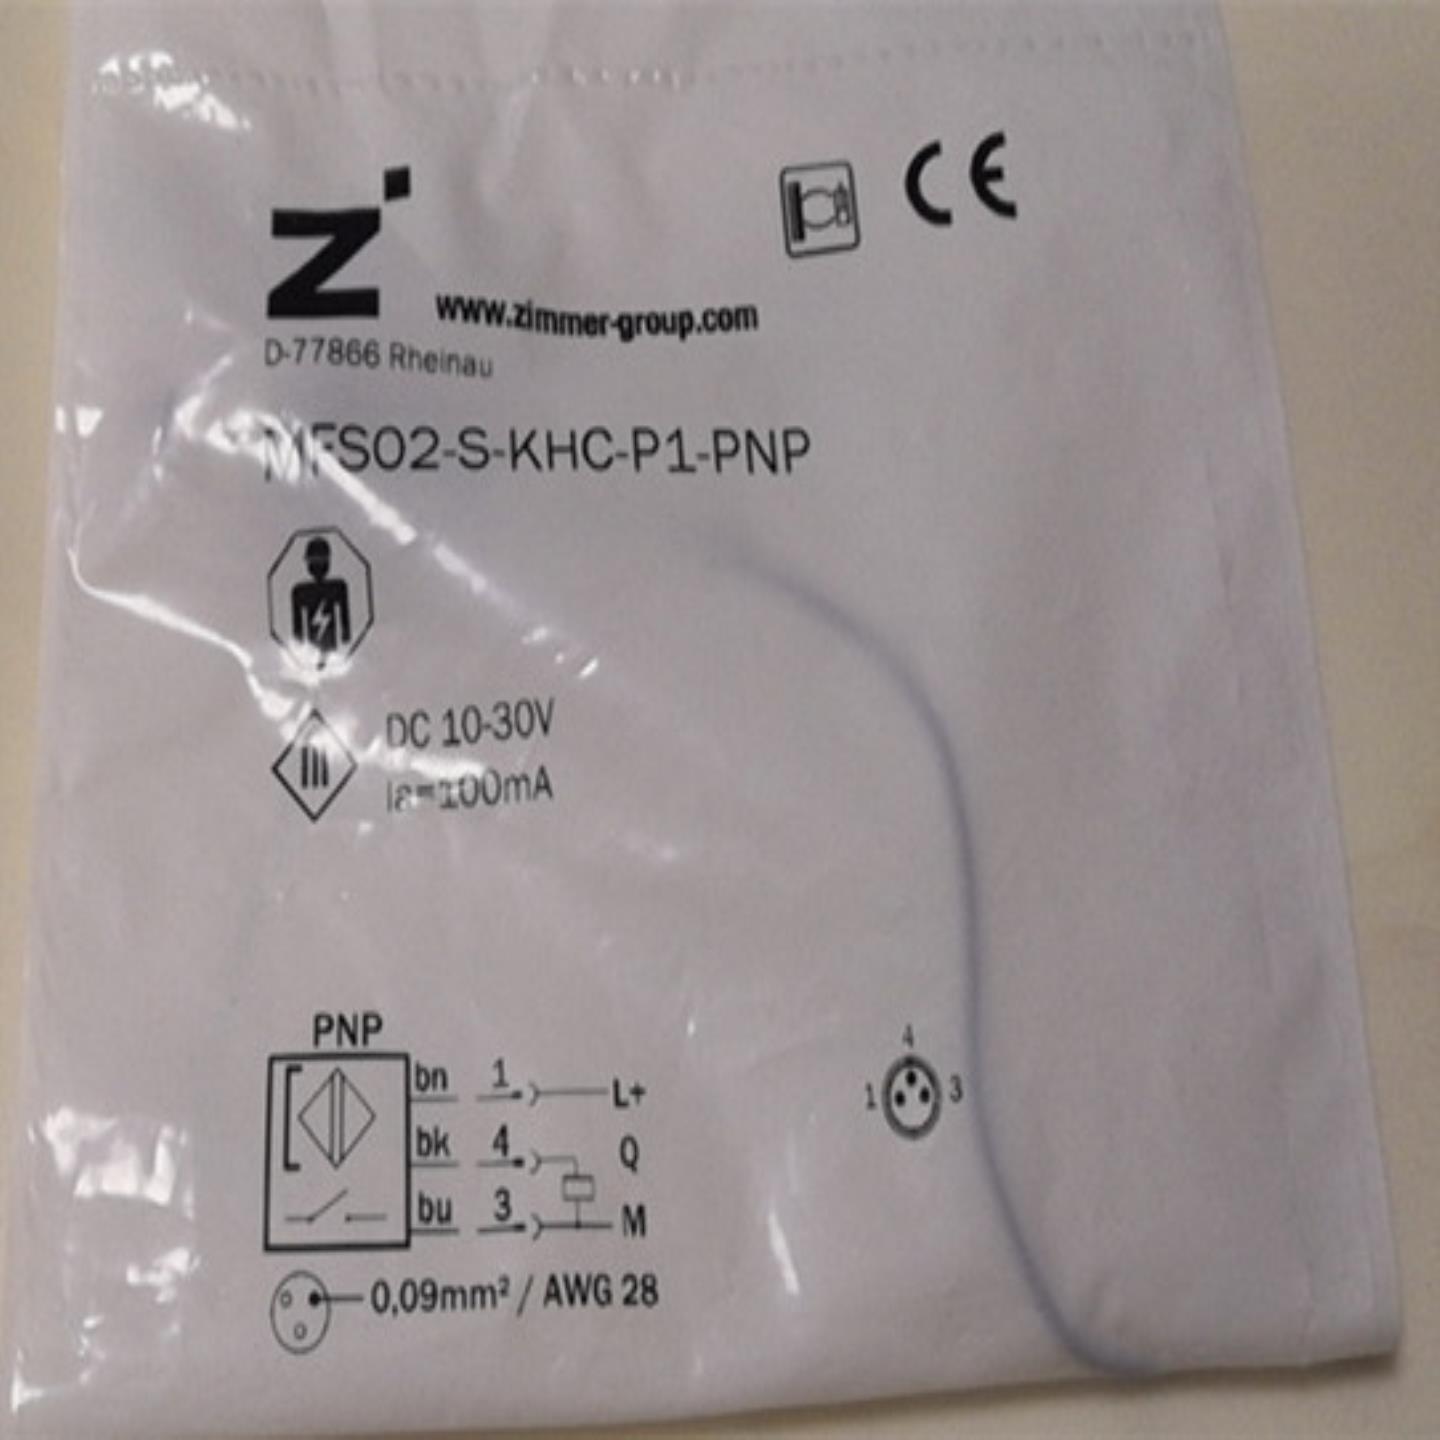 Z
CE
www.zimmer-group.com
D-77866 Rheinau
MFS02-S-KHC-P1-PNP
DC 10-30V
Ia=100mA
PNP
bn 1 L+
bk 4 Q
bu 3 M
0,09mm² / AWG 28
4
1 3